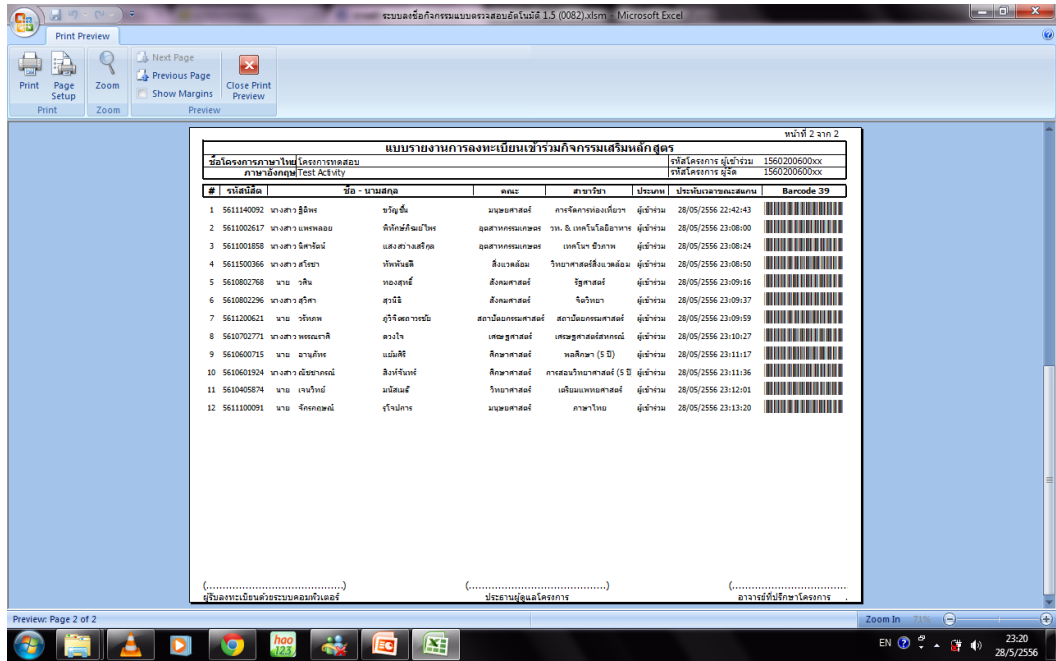 ระบบลงชื่อกิจกรรมแบบตรวจสอบอัตโนมัติ 1.5 (0082).xlsm - Microsoft Excel
Print Preview
Print
Page Setup
Zoom
Next Page
Previous Page
Show Margins
Close Print Preview
Print Zoom Preview
หน้าที่ 2 จาก 2
แบบรายงานการลงทะเบียนเข้าร่วมกิจกรรมเสริมหลักสูตร
ชื่อโครงการภาษาไทย โครงการทดสอบ รหัสโครงการ ผู้เข้าร่วม 1560200600xx
ภาษาอังกฤษ Test Activity รหัสโครงการ ผู้จัด 1560200600xx
# รหัสนิสิต ชื่อ - นามสกุล คณะ สาขาวิชา ประเภท ประทับเวลาขณะสแกน Barcode 39
1 5611140092 นางสาว ฐิติพร ขวัญชื่น มนุษยศาสตร์ การจัดการท่องเที่ยวฯ ผู้เข้าร่วม 28/05/2556 22:42:43
2 5611002617 นางสาว แพรพลอย พิทักษ์ภิรมย์ไพร อุตสาหกรรมเกษตร วท. & เทคโนโลยีอาหาร ผู้เข้าร่วม 28/05/2556 23:08:00
3 5611001858 นางสาว นิศารัตน์ แสงสว่างเสริกุล อุตสาหกรรมเกษตร เทคโนฯ ชีวภาพ ผู้เข้าร่วม 28/05/2556 23:08:24
4 5611500366 นางสาว สโรชา ทัพพันธดี สิ่งแวดล้อม วิทยาศาสตร์สิ่งแวดล้อม ผู้เข้าร่วม 28/05/2556 23:08:50
5 5610802768 นาย วศิน ทองสุทธิ์ สังคมศาสตร์ รัฐศาสตร์ ผู้เข้าร่วม 28/05/2556 23:09:16
6 5610802296 นางสาว สุวิศา สุวนิธิ สังคมศาสตร์ จิตวิทยา ผู้เข้าร่วม 28/05/2556 23:09:37
7 5611200621 นาย วรัทภพ สถาปัตยกรรมศาสตร์ สถาปัตยกรรมศาสตร์ ผู้เข้าร่วม 28/05/2556 23:09:59
8 5610702771 นางสาว พรรณราศี ดวงใจ เศรษฐศาสตร์ เศรษฐศาสตร์สหกรณ์ ผู้เข้าร่วม 28/05/2556 23:10:27
9 5610600715 นาย อานุภัทร แย้มศิริ ศึกษาศาสตร์ พลศึกษา (5 ปี) ผู้เข้าร่วม 28/05/2556 23:11:17
10 5610601924 นางสาว ณัชชาภรณ์ สิงห์จันทร์ ศึกษาศาสตร์ การสอนวิทยาศาสตร์ (5 ปี ผู้เข้าร่วม 28/05/2556 23:11:36
11 5610405874 นาย เจนวิทย์ มนัสเมธี วิทยาศาสตร์ เตรียมแพทยศาสตร์ ผู้เข้าร่วม 28/05/2556 23:12:01
12 5611100091 นาย จักรกฤษณ์ รุโจปการ มนุษยศาสตร์ ภาษาไทย ผู้เข้าร่วม 28/05/2556 23:13:20
(........................................) (........................................) (.................................
ผู้รับลงทะเบียนด้วยระบบคอมพิวเตอร์ ประธานผู้ดูแลโครงการ อาจารย์ที่ปรึกษาโครงการ .
Preview: Page 2 of 2 Zoom In 71%
hao 123
EN 23:20
28/5/2556